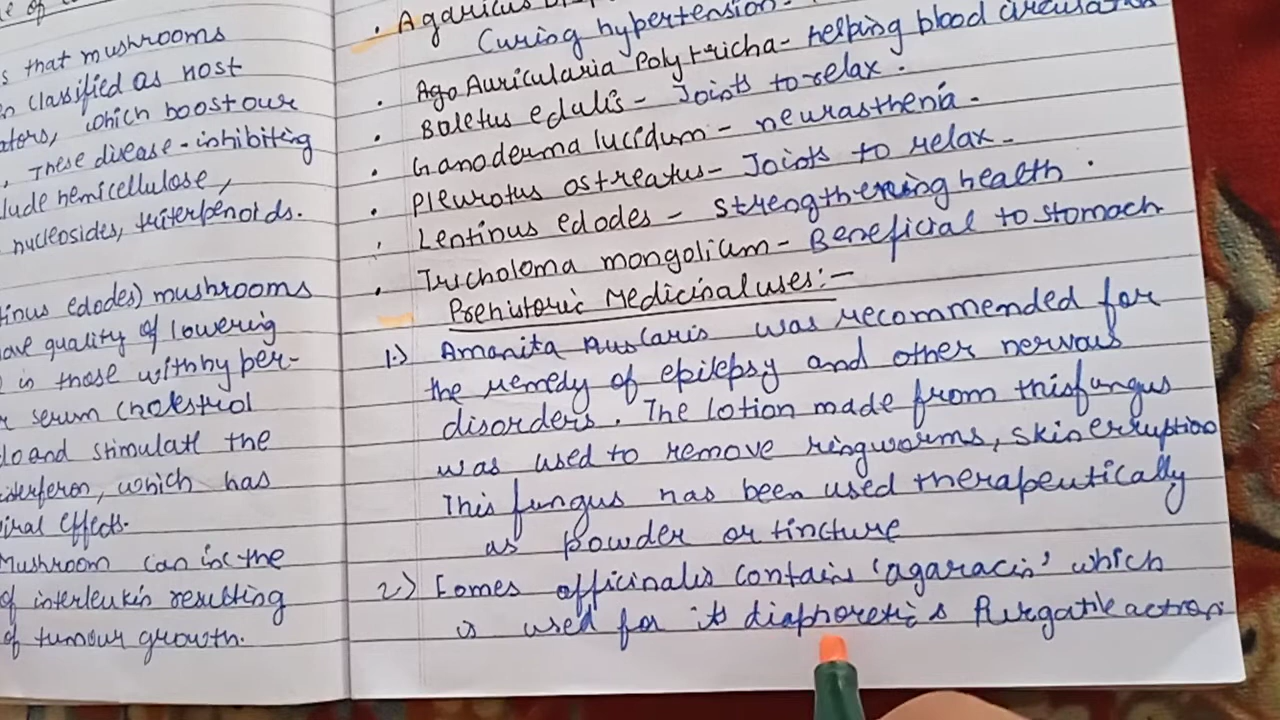 s that mushrooms
n classified as host
ators, which boost our
. These disease-inhibiting
lude hemicellulose,
nucleosides, triterpenoids.
tinus edodes) mushrooms
have quality of lowering
in those with hyper-
r serum cholestrol
and stimulate the
interferon, which has
viral effects.
Mushroom can inc the
of interleukin resulting
of tumour growth.
• Agaricus
Curing hypertension.
• Auricularia Polytricha - helping blood circulation
• Boletus edulis - Joints to relax.
• Ganoderma lucidum - neurasthenia.
• Pleurotus ostreatus - Joints to relax.
• Lentinus edodes - Strengthening health.
• Tricholoma mongolium - Beneficial to stomach
Prehistoric Medicinal uses:-
1.) Amanita Muscaris was recommended for
the remedy of epilepsy and other nervous
disorders. The lotion made from this fungus
was used to remove ringworms, skin erruption
This fungus has been used therapeutically
as powder or tincture
2.) Fomes officinalis contains 'agaracin' which
is used for its diaphoretic & Purgative action